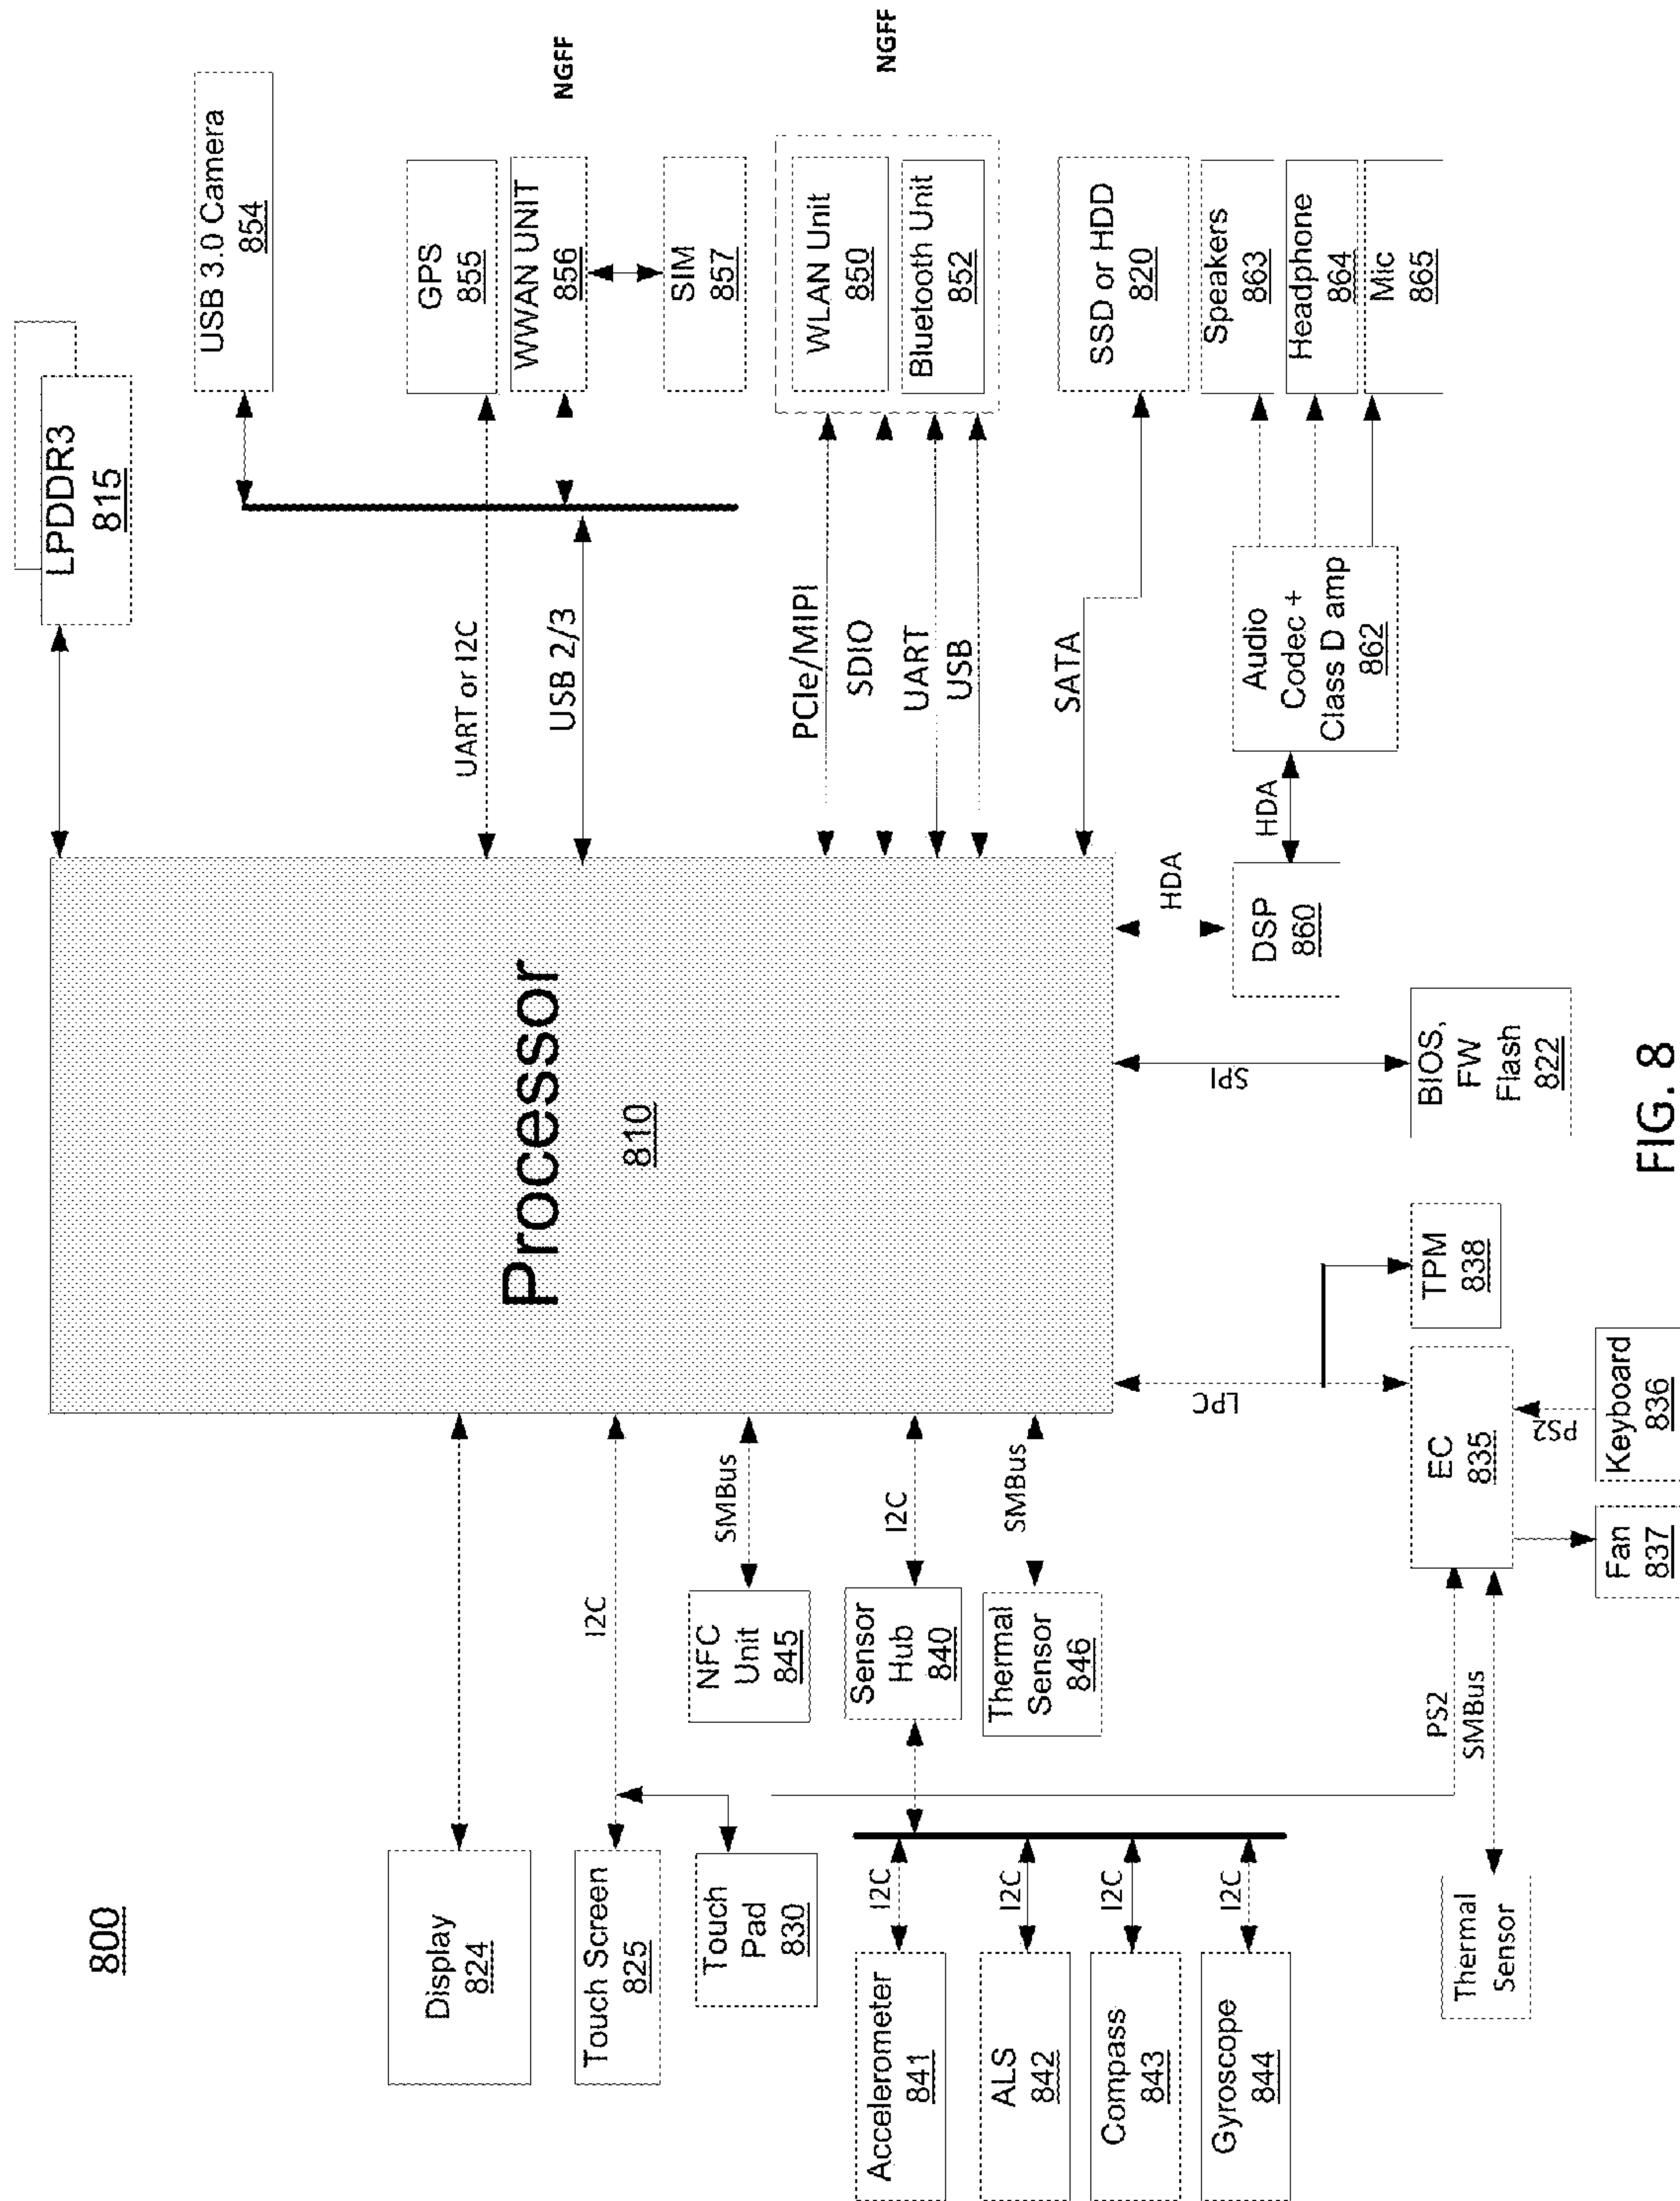 800
LPDDR3
815
USB 3.0 Camera
854
Display
824
UART or I2C
GPS
855
NGFF
USB 2/3
WWAN UNIT
856
Touch Screen
825
I2C
SIM
857
Touch
Pad
830
NFC
Unit
845
SMBus
Processor
810
PCIe/MIPI
SDIO
UART
USB
WLAN Unit
850
Bluetooth Unit
852
NGFF
Accelerometer
841
I2C
ALS
842
I2C
Compass
843
I2C
Gyroscope
844
I2C
Sensor
Hub
840
I2C
Thermal
Sensor
846
SMBus
SATA
SSD or HDD
820
Speakers
863
Headphone
864
Mic
865
HDA
DSP
860
HDA
Audio
Codec +
Class D amp
862
LPC
SPI
Thermal
Sensor
PS2
SMBus
EC
835
TPM
838
BIOS,
FW
Flash
822
PS2
Fan
837
Keyboard
836
FIG. 8